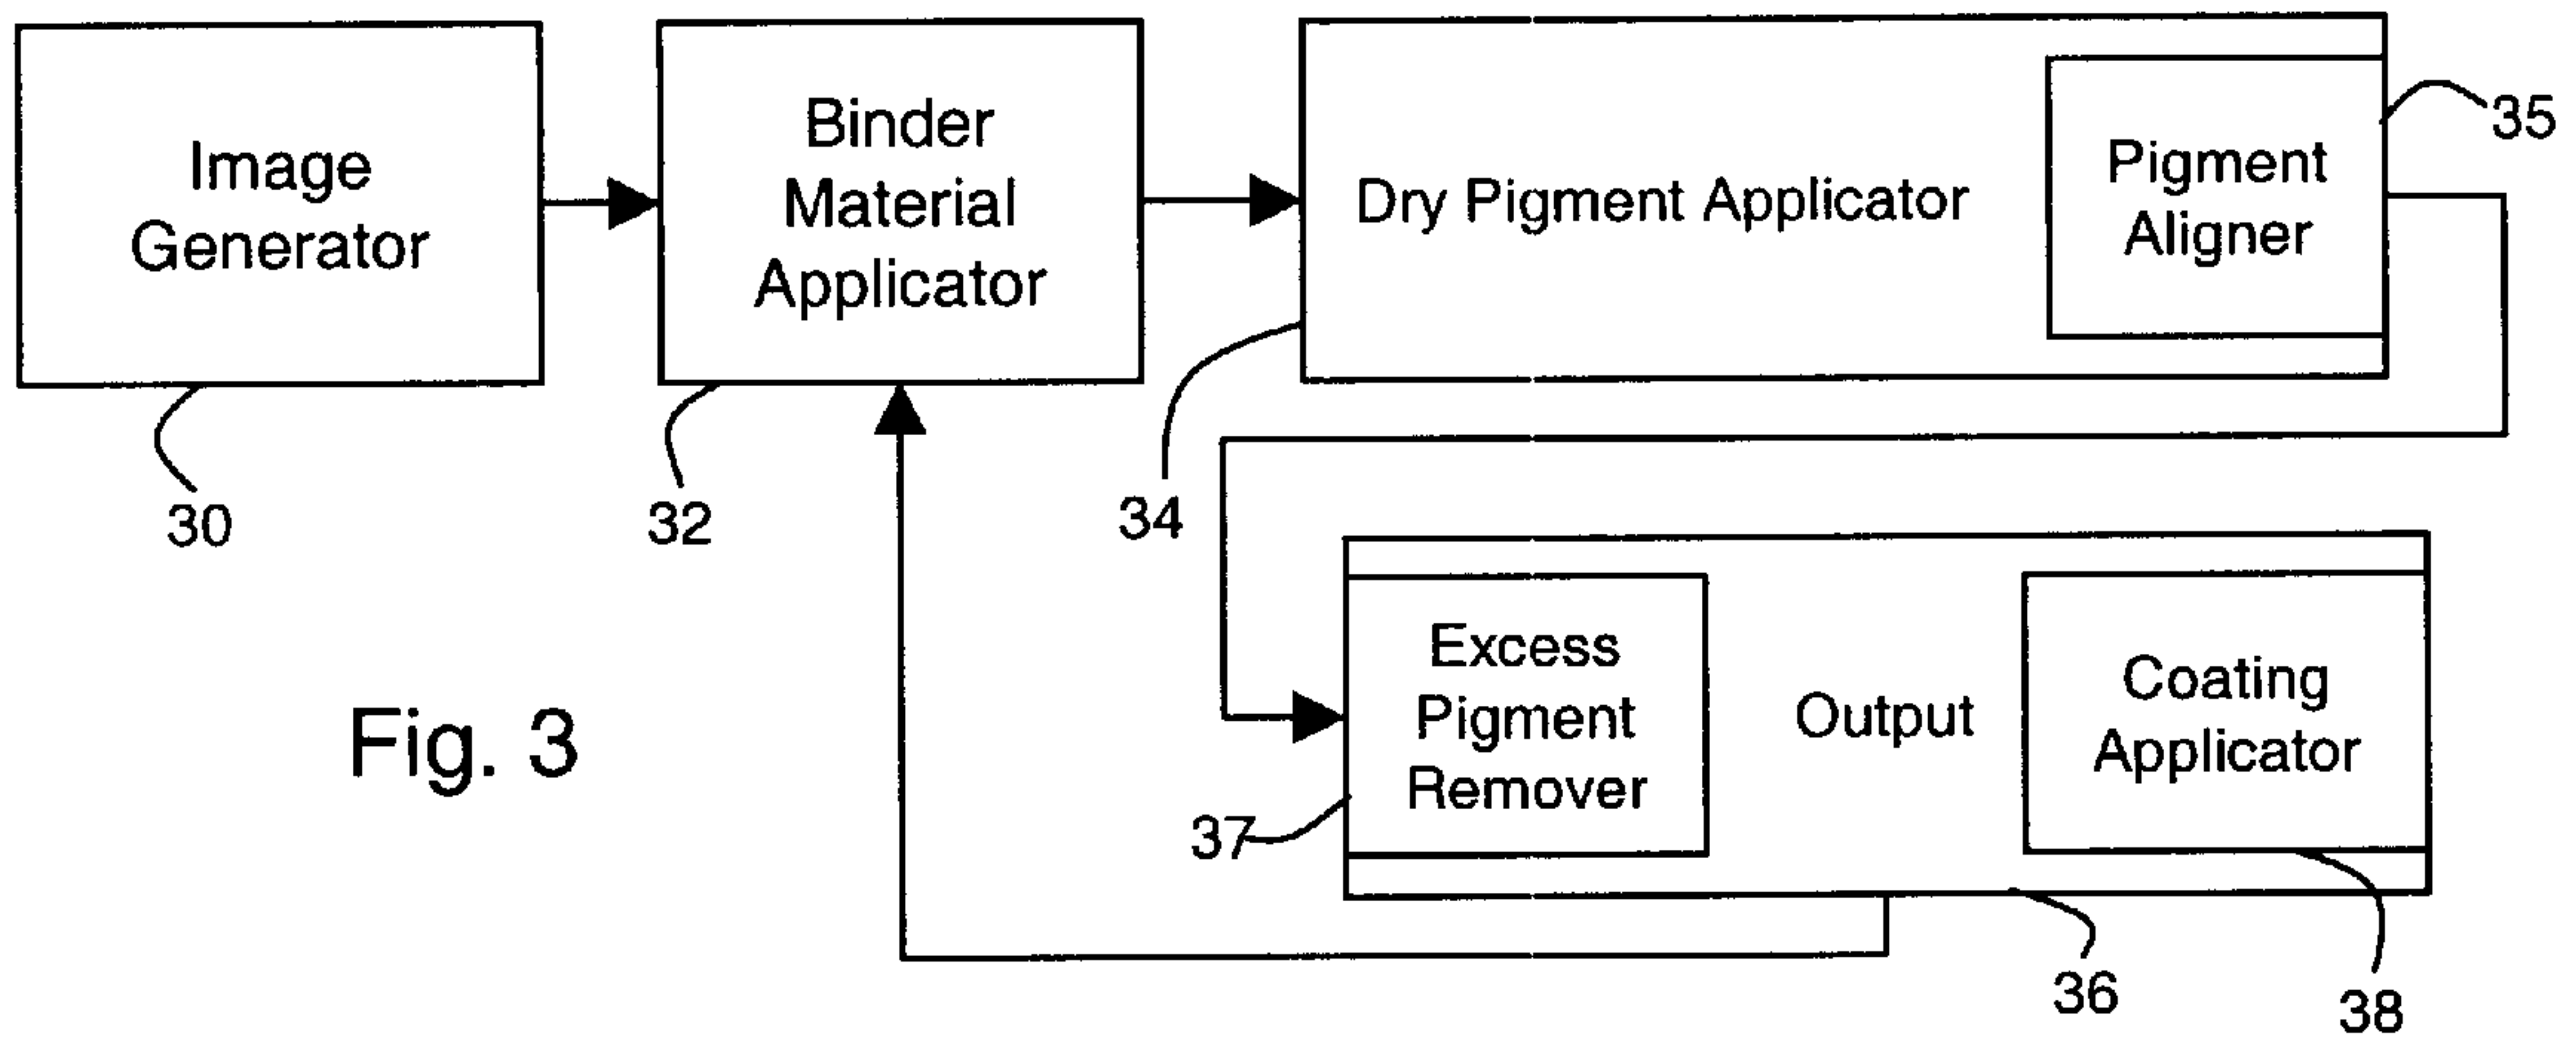 Image
Generator
Binder
Material
Applicator
Dry Pigment Applicator
Pigment
Aligner
35
30
32
34
Excess
Pigment
Remover
Output
Coating
Applicator
37
Fig. 3
36
38